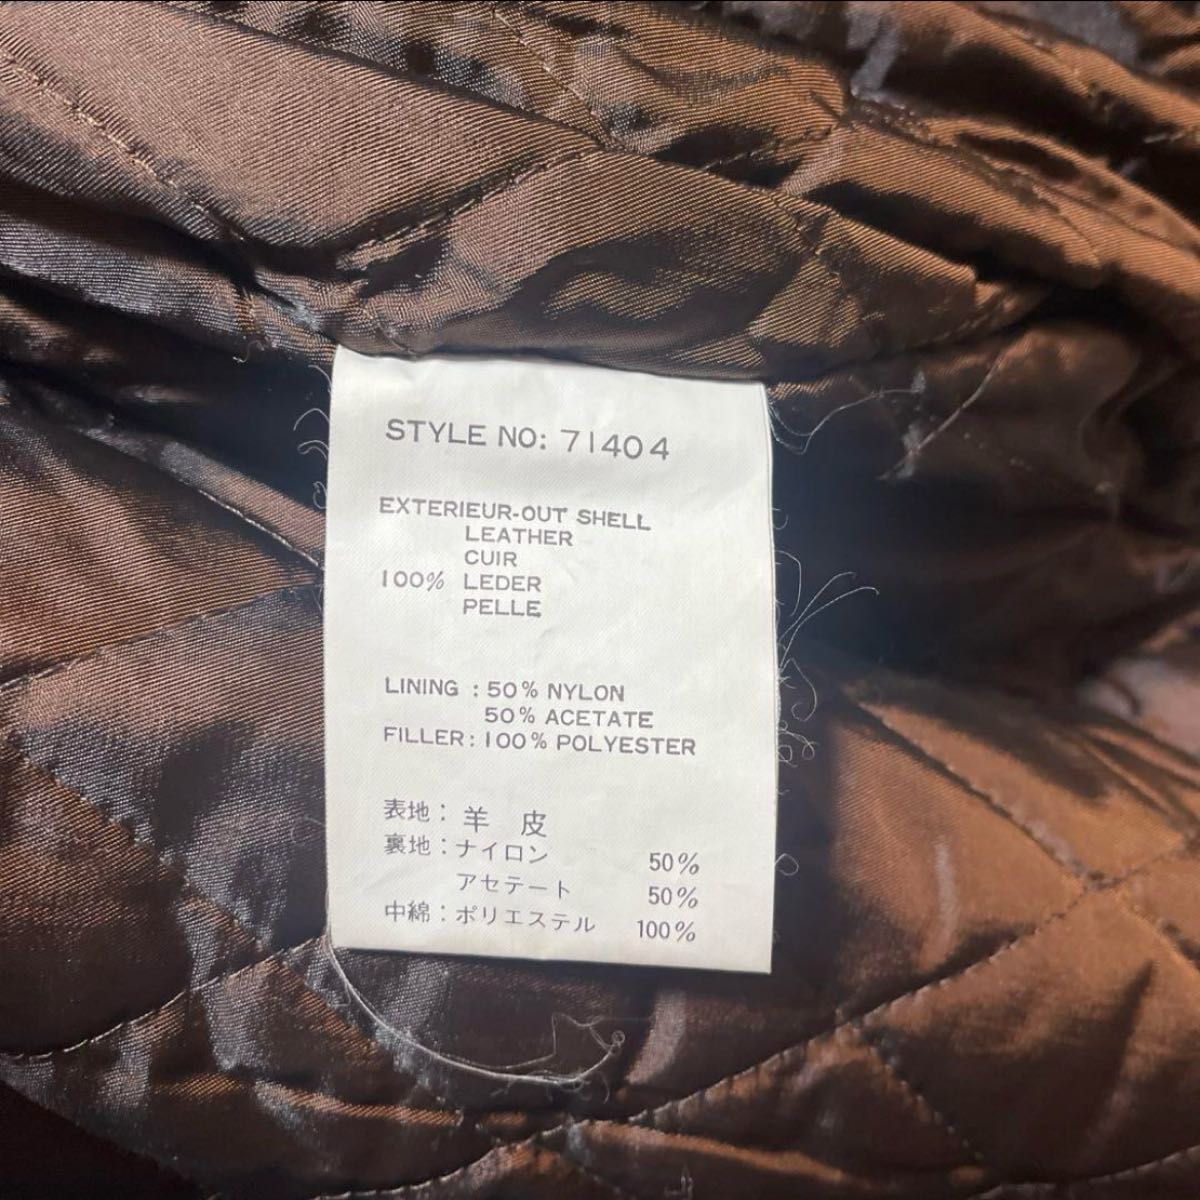 STYLE NO: 71404
EXTERIEUR-OUT SHELL
LEATHER
CUIR
100% LEDER
PELLE
LINING : 50% NYLON
50% ACETATE
FILLER: 100% POLYESTER
表地: 羊 皮
裏地: ナイロン 50%
アセテート 50%
中綿: ポリエステル 100%